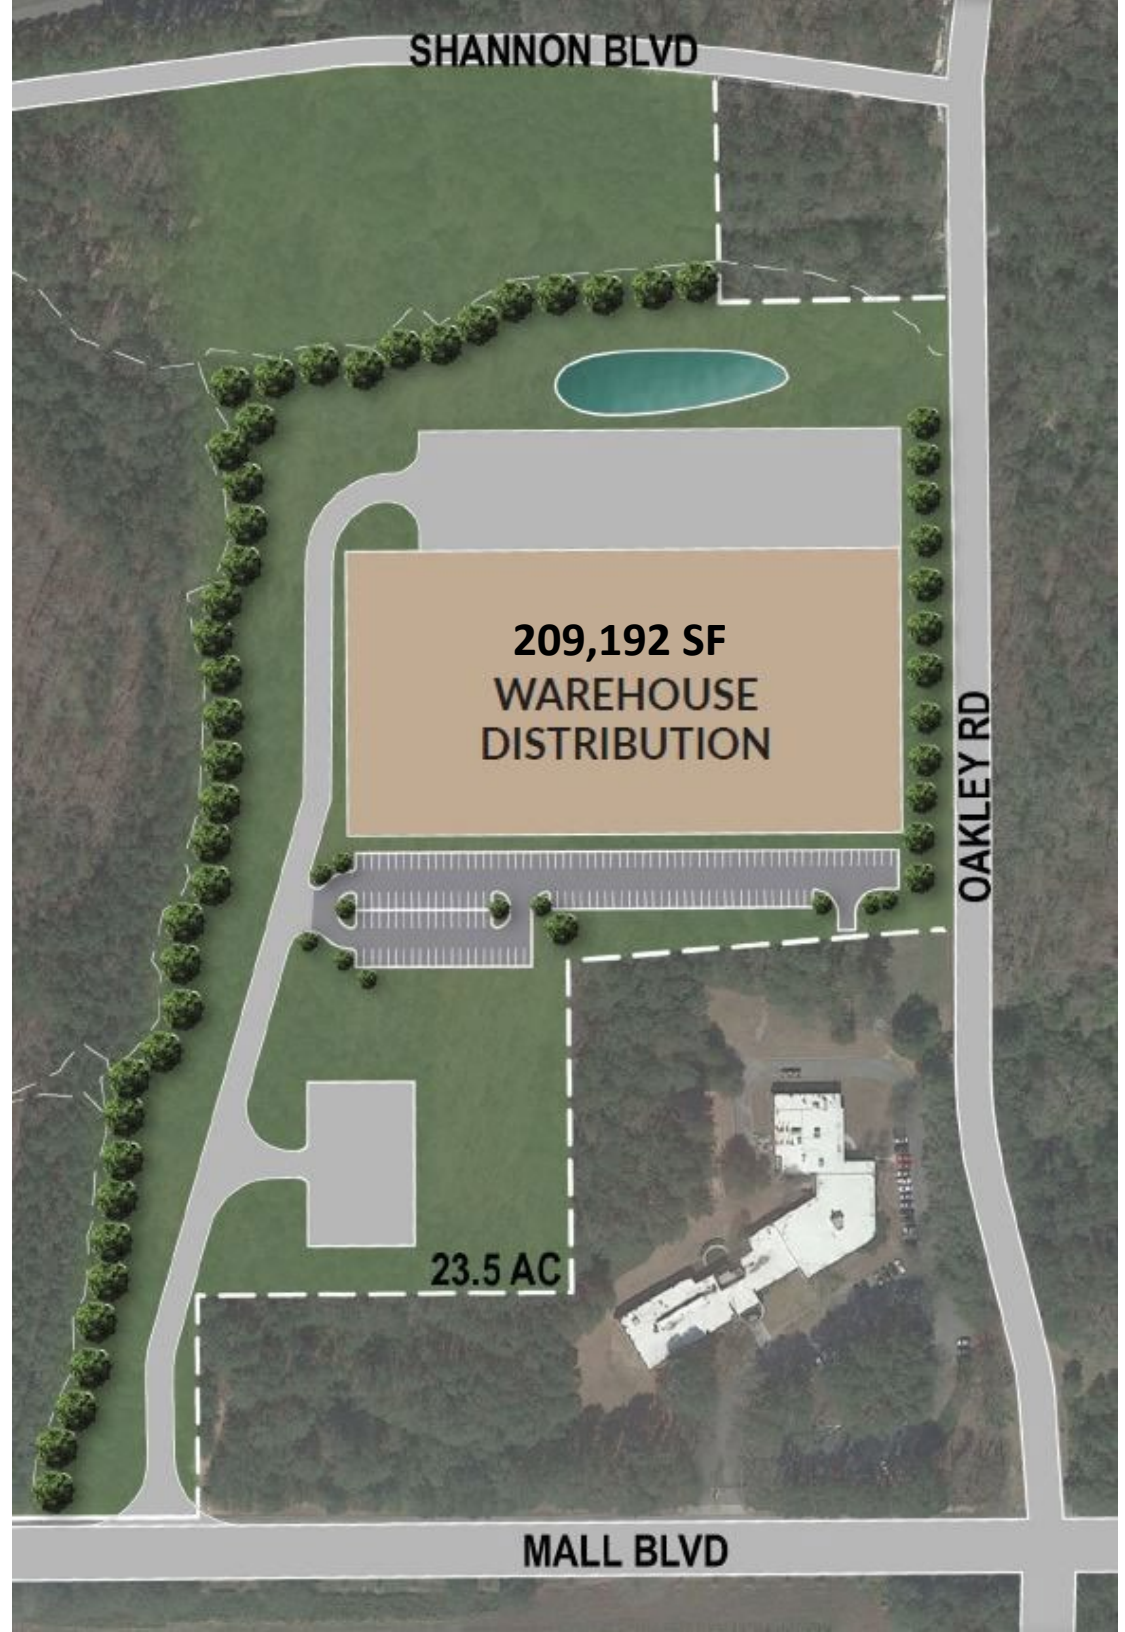 SHANNON BLVD
209,192 SF
WAREHOUSE
DISTRIBUTION
OAKLEY RD
23.5 AC
MALL BLVD